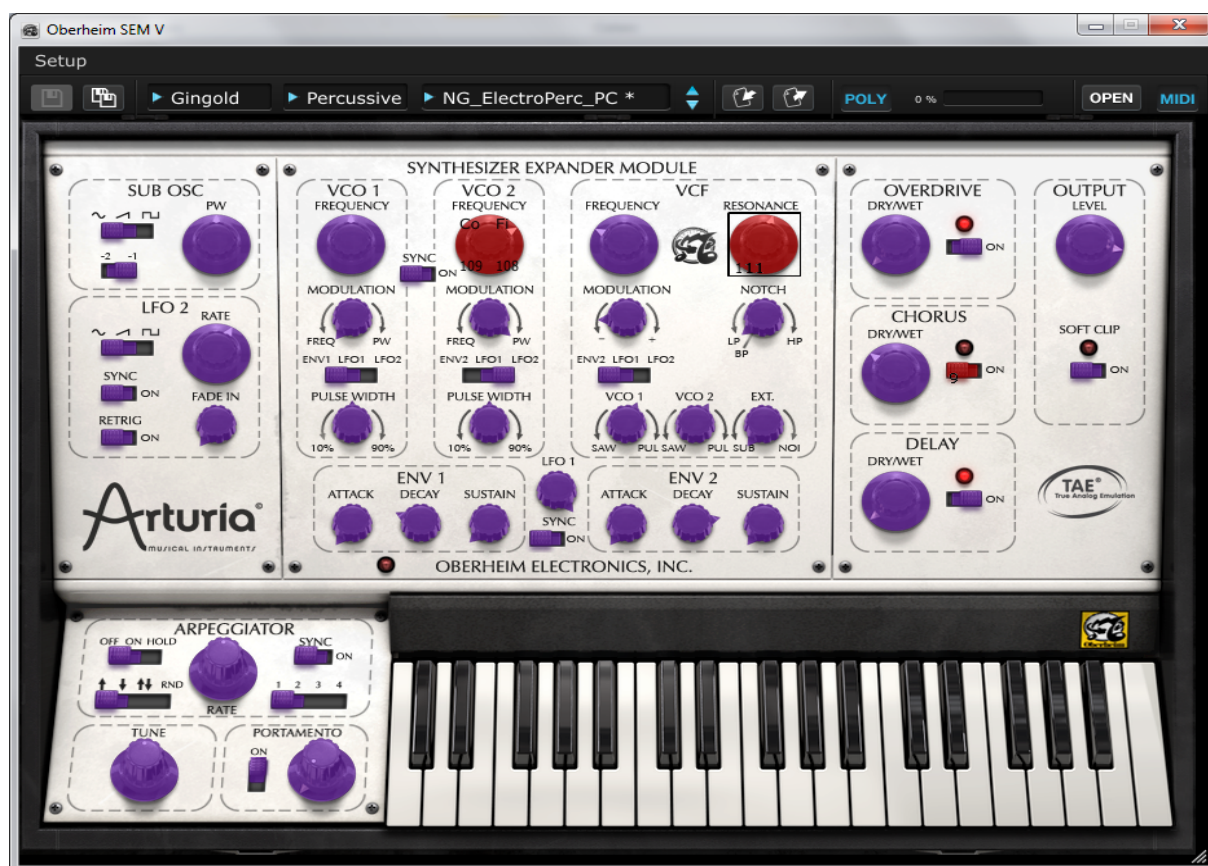 Oberheim SEM V
Setup
Gingold Percussive NG_ElectroPerc_PC * POLY 0 % OPEN MIDI
SYNTHESIZER EXPANDER MODULE
SUB OSC
PW
-2 -1
LFO 2
RATE
SYNC
ON
FADE IN
RETRIG
ON
VCO 1
FREQUENCY
SYNC
ON
MODULATION
FREQ PW
ENV1 LFO1 LFO2
PULSE WIDTH
10% 90%
VCO 2
FREQUENCY
Co Fi
109 108
MODULATION
FREQ PW
ENV2 LFO1 LFO2
PULSE WIDTH
10% 90%
VCF
FREQUENCY RESONANCE
111
MODULATION NOTCH
- + LP HP
BP
ENV2 LFO1 LFO2
VCO 1 VCO 2 EXT.
SAW PUL SAW PUL SUB NOI
ENV 1
ATTACK DECAY SUSTAIN
LFO 1
SYNC
ON
ENV 2
ATTACK DECAY SUSTAIN
OBERHEIM ELECTRONICS, INC.
OVERDRIVE
DRY/WET
ON
CHORUS
DRY/WET
9
ON
DELAY
DRY/WET
ON
OUTPUT
LEVEL
SOFT CLIP
ON
TAE®
True Analog Emulation
Arturia©
MUSICAL INSTRUMENTS
ARPEGGIATOR
OFF ON HOLD
SYNC
ON
RND
1 2 3 4
RATE
TUNE
PORTAMENTO
ON
Oberheim